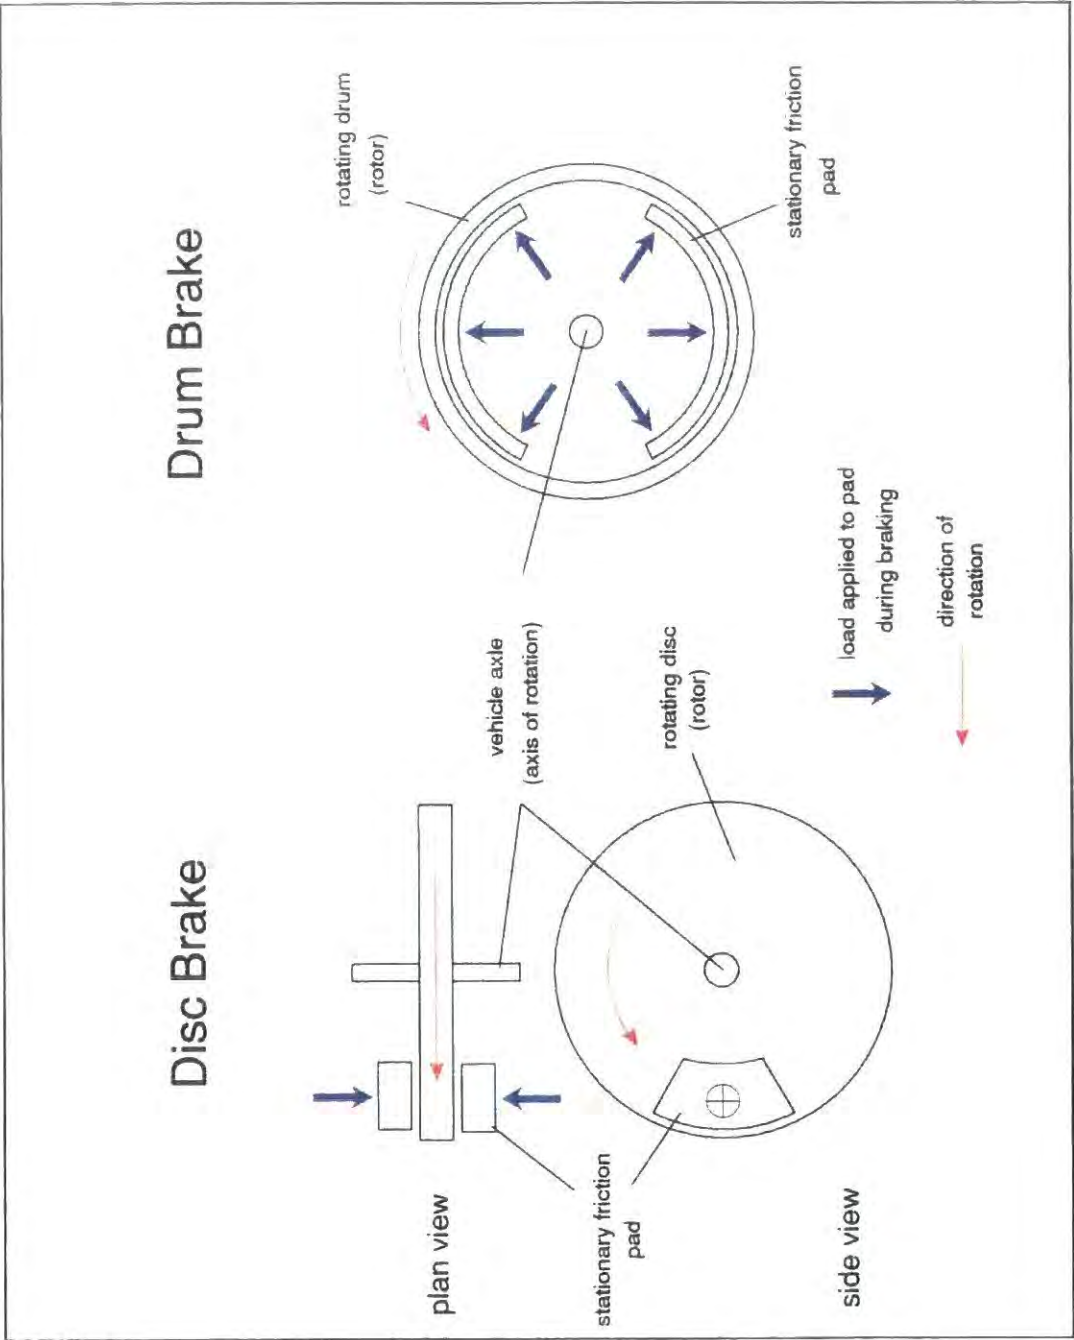 Disc Brake
Drum Brake
plan view
stationary friction
pad
side view
vehicle axle
(axis of rotation)
rotating disc
(rotor)
load applied to pad
during braking
direction of
rotation
rotating drum
(rotor)
stationary friction
pad